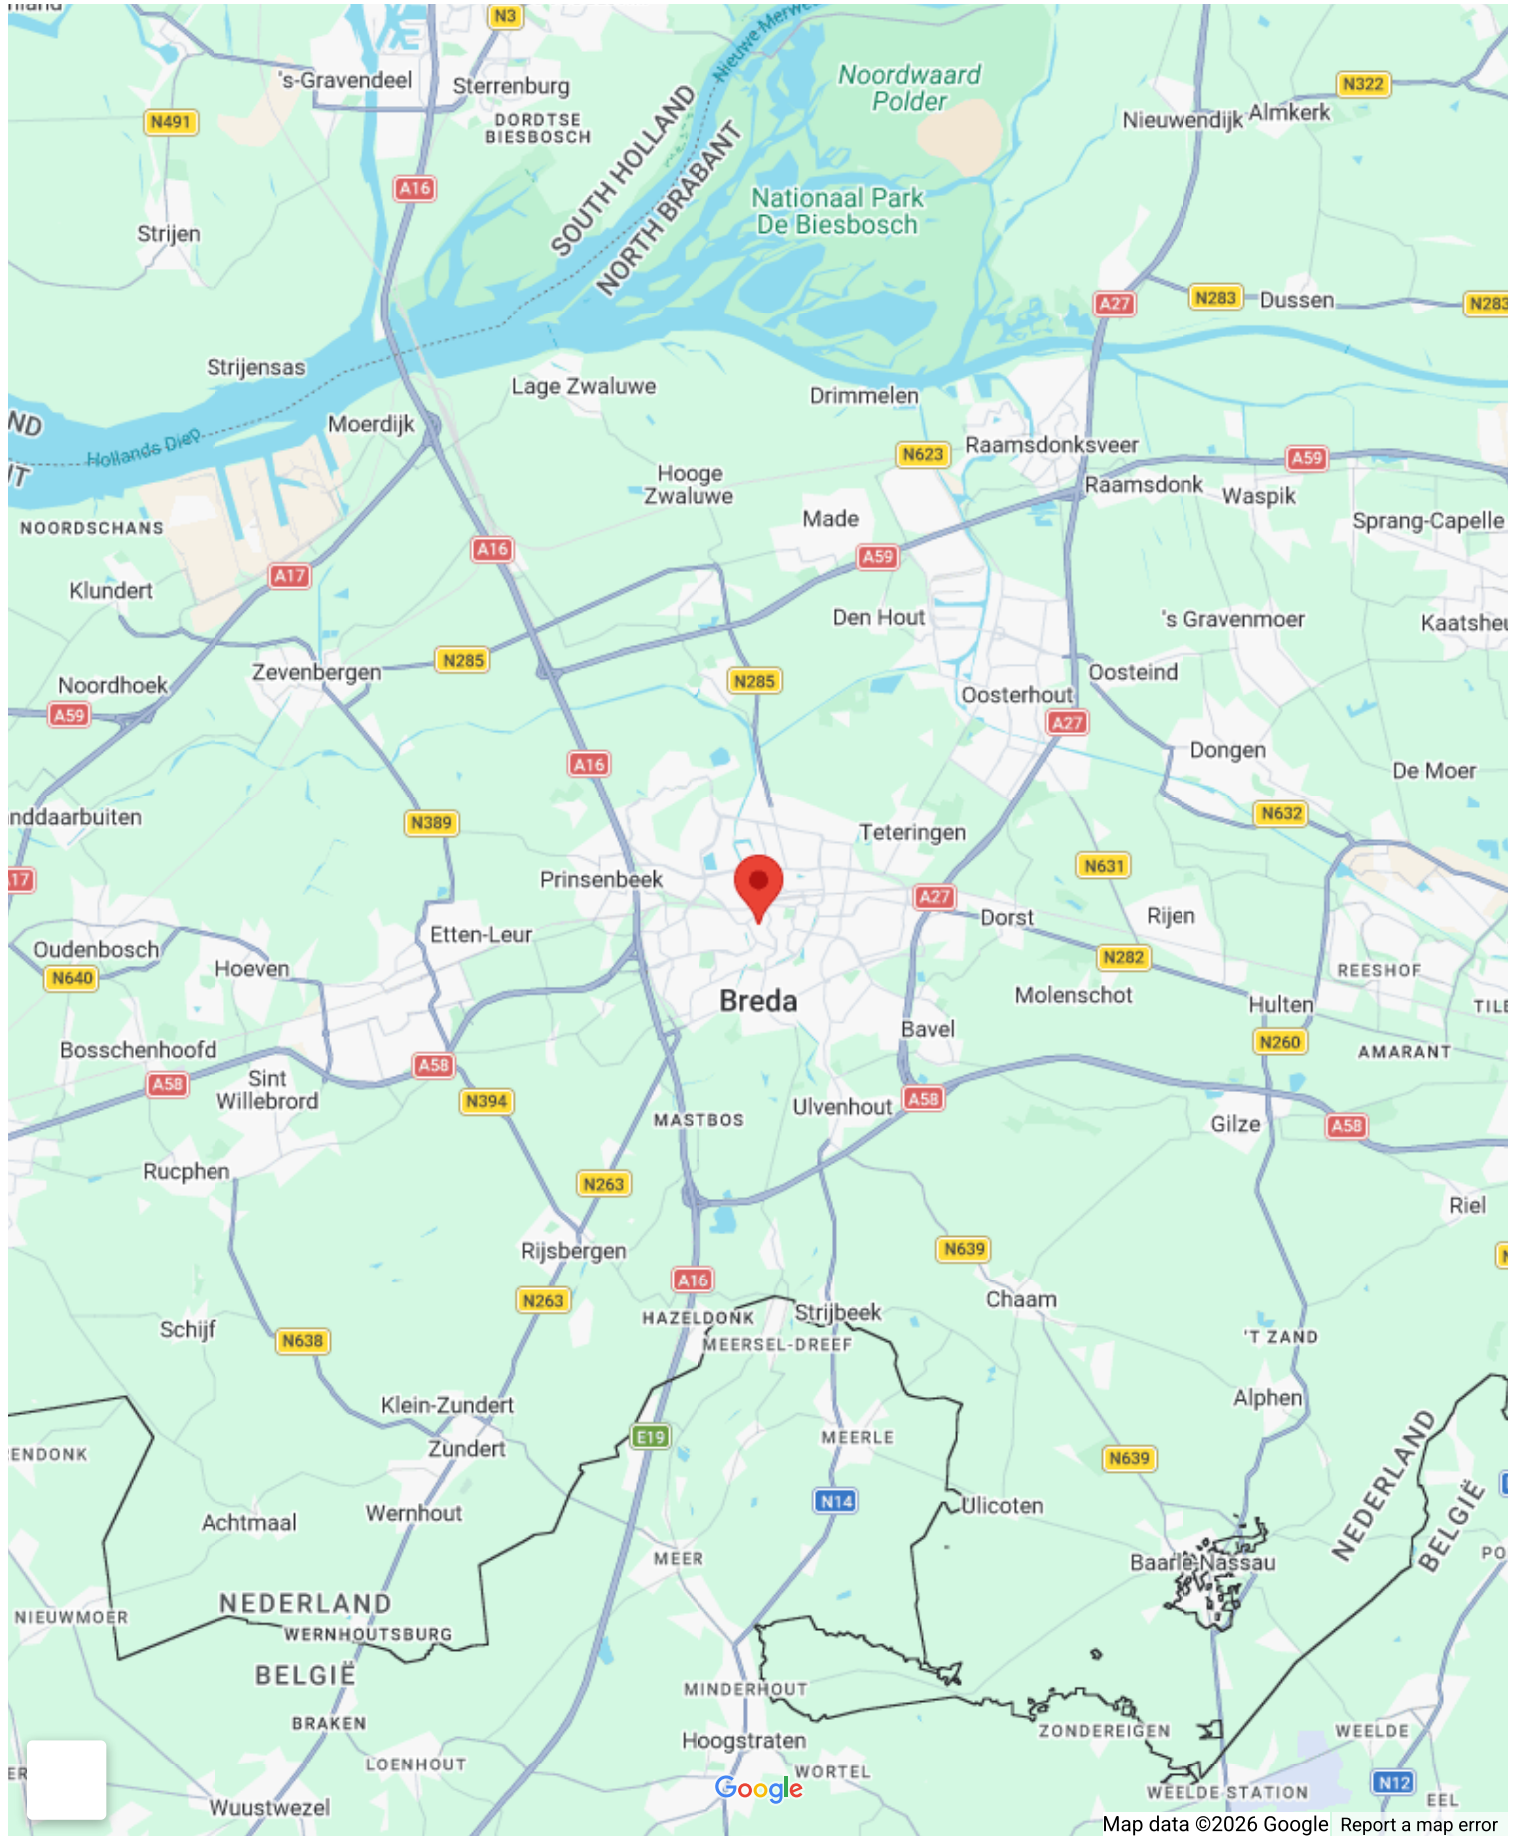 N3
's-Gravendeel
Sterrenburg
Nieuwe Merwe
Noordwaard
Polder
N322
Nieuwendijk
Almkerk
N491
DORDTSE
BIESBOSCH
SOUTH HOLLAND
NORTH BRABANT
A16
Nationaal Park
De Biesbosch
Strijen
A27
N283
Dussen
N283
Strijensas
Lage Zwaluwe
Drimmelen
Moerdijk
Hollands Diep
Raamsdonksveer
N623
A59
Hooge
Zwaluwe
Raamsdonk
Waspik
Made
Sprang-Capelle
NOORDSCHANS
A16
A59
A17
Klundert
Den Hout
's Gravenmoer
Kaatsheu
N285
Zevenbergen
N285
Oosteind
Noordhoek
Oosterhout
A59
A27
Dongen
A16
De Moer
anddaarbuiten
N389
Teteringen
N632
N631
Prinsenbeek
A17
A27
Dorst
Rijen
Etten-Leur
Oudenbosch
N640
Hoeven
N282
REESHOF
Breda
Molenschot
Hulten
TILE
Bavel
N260
Bosschenhoofd
AMARANT
A58
A58
Sint
Willebrord
N394
Ulvenhout
A58
MASTBOS
Gilze
A58
Rucphen
N263
Riel
Rijsbergen
N639
A16
N263
Chaam
HAZELDONK
Strijbeek
MEERSEL-DREEF
Schijf
N638
'T ZAND
Klein-Zundert
Alphen
E19
MEERLE
Zundert
ENDONK
N639
NEDERLAND
BELGIË
N14
Ulicoten
Wernhout
Achtmaal
MEER
Baarle-Nassau
PO
NEDERLAND
NIEUWMOER
WERNHOUTSBURG
BELGIË
MINDERHOUT
BRAKEN
Hoogstraten
ZONDEREIGEN
WEELDE
LOENHOUT
WORTEL
Google
N12
WEELDE STATION
EEL
Wuustwezel
Map data ©2026 Google
Report a map error